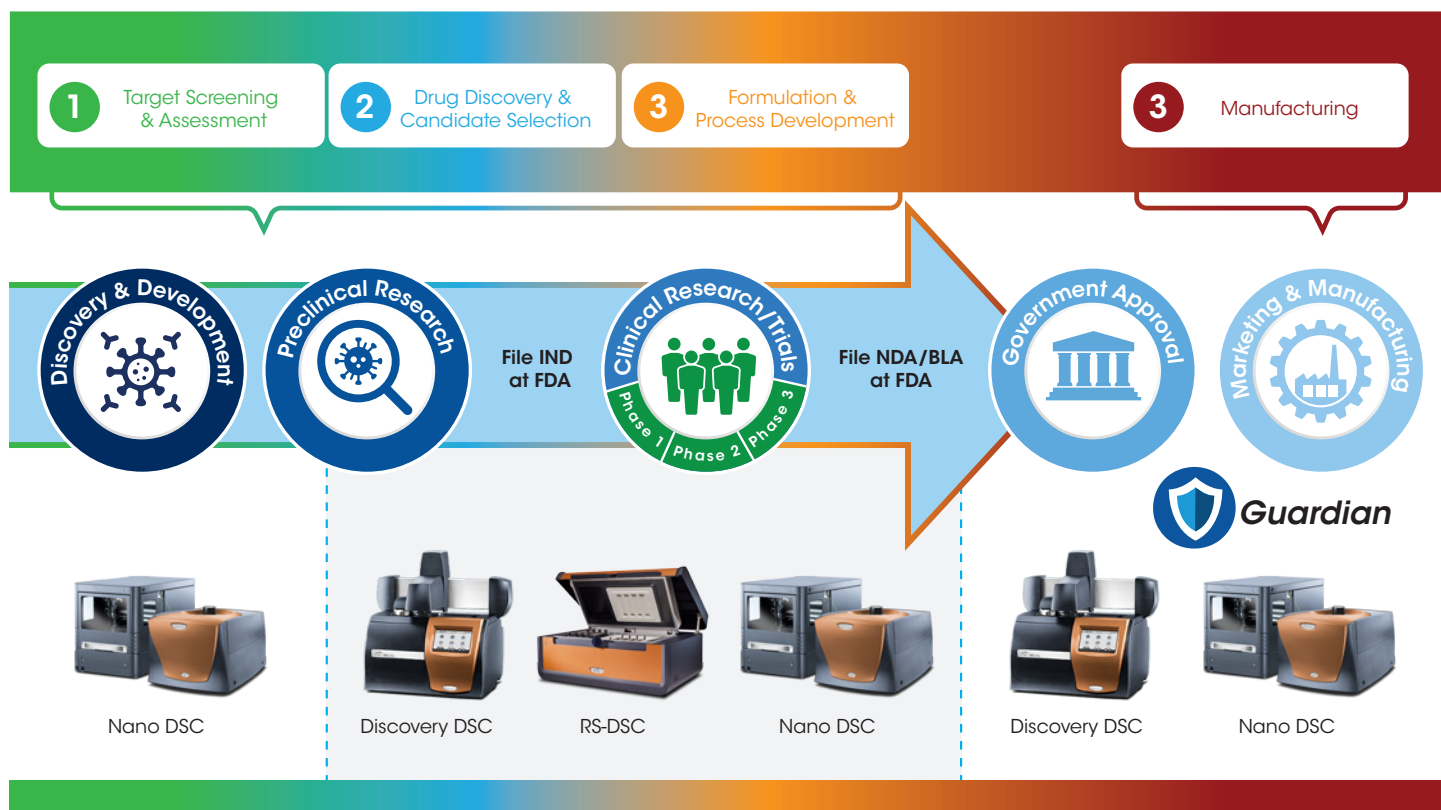 1
Target Screening
& Assessment
2
Drug Discovery &
Candidate Selection
3
Formulation &
Process Development
3
Manufacturing
Discovery & Development
Preclinical Research
File IND
at FDA
Clinical Research/Trials
Phase 1
Phase 2
Phase 3
File NDA/BLA
at FDA
Government Approval
Marketing & Manufacturing
Guardian
Nano DSC
Discovery DSC
RS-DSC
Nano DSC
Discovery DSC
Nano DSC